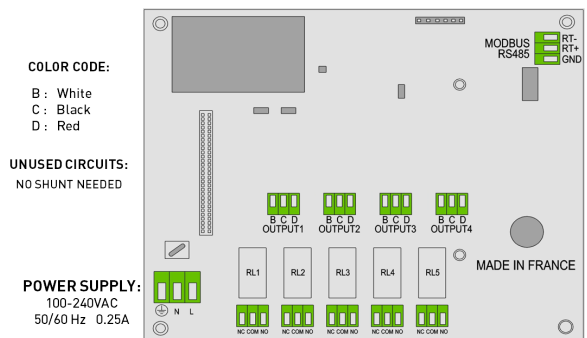 COLOR CODE:
B : White
C : Black
D : Red
UNUSED CIRCUITS:
NO SHUNT NEEDED
POWER SUPPLY:
100-240VAC
50/60 Hz 0.25A
MODBUS
RS485
RT-
RT+
GND
B C D
OUTPUT1
B C D
OUTPUT2
B C D
OUTPUT3
B C D
OUTPUT4
RL1
RL2
RL3
RL4
RL5
MADE IN FRANCE
N L
NC COM NO
NC COM NO
NC COM NO
NC COM NO
NC COM NO